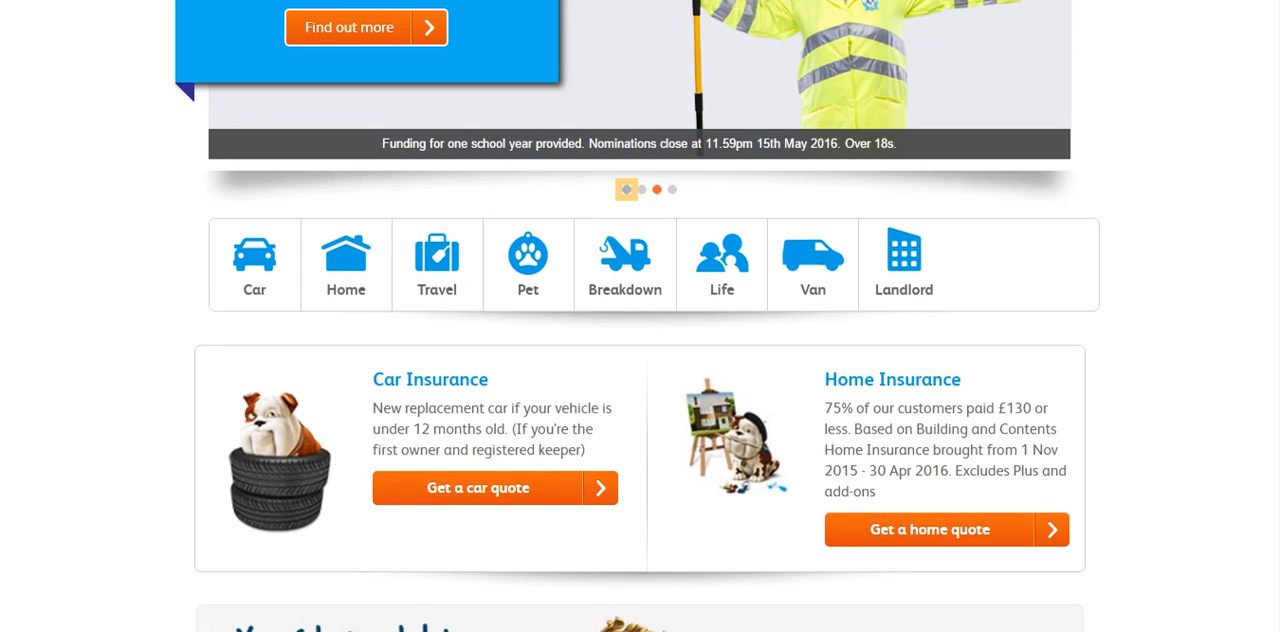 Find out more
Funding for one school year provided. Nominations close at 11.59pm 15th May 2016. Over 18s.
Car
Home
Travel
Pet
Breakdown
Life
Van
Landlord
Car Insurance
New replacement car if your vehicle is
under 12 months old. (If you're the
first owner and registered keeper)
Get a car quote
Home Insurance
75% of our customers paid £130 or
less. Based on Building and Contents
Home Insurance brought from 1 Nov
2015 - 30 Apr 2016. Excludes Plus and
add-ons
Get a home quote